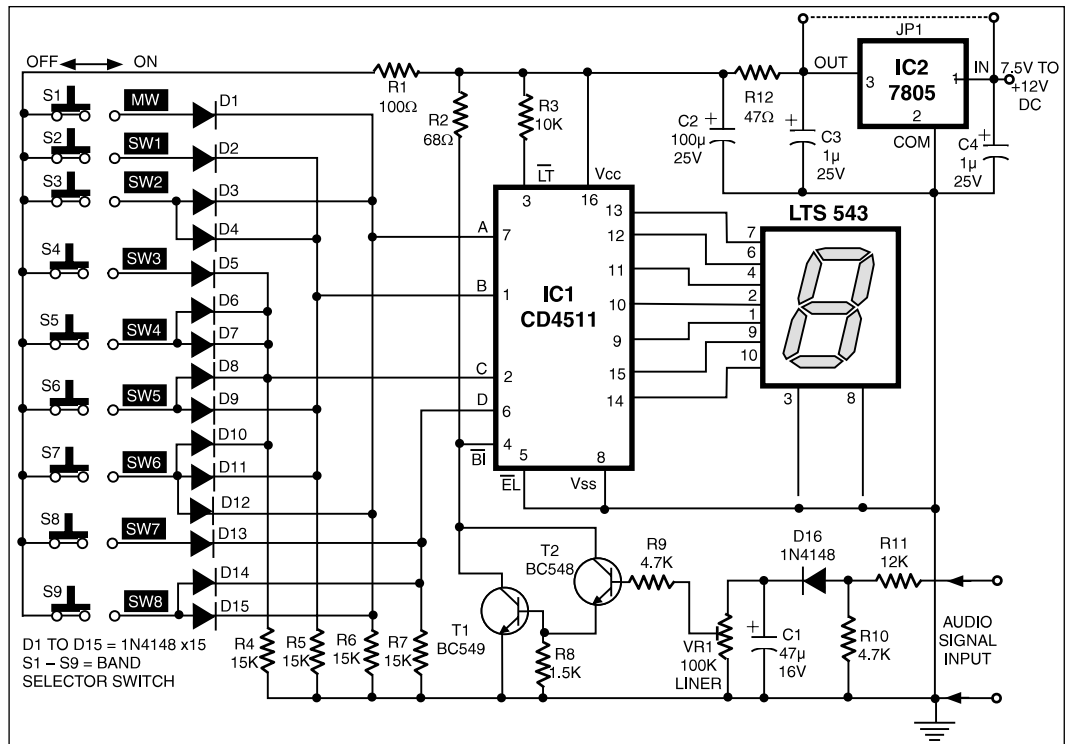 JP1
OFF ON
OUT
IC2
7805
IN
3
1
2
COM
7.5V TO
+12V
DC
R1
100Ω
R2
68Ω
R3
10K
R12
47Ω
C2
100µ
25V
C3
1µ
25V
C4
1µ
25V
S1
MW
D1
S2
SW1
D2
S3
SW2
D3
D4
S4
SW3
D5
D6
S5
SW4
D7
D8
S6
SW5
D9
D10
S7
SW6
D11
D12
S8
SW7
D13
D14
S9
SW8
D15
LT
Vcc
3
16
A
7
B
1
C
2
D
6
4
BI
5
8
EL
Vss
IC1
CD4511
13
12
11
10
9
15
14
LTS 543
7
6
4
2
1
9
10
3
8
T2
BC548
R9
4.7K
D16
1N4148
R11
12K
T1
BC549
R8
1.5K
VR1
100K
LINER
C1
47µ
16V
R10
4.7K
AUDIO
SIGNAL
INPUT
R4
15K
R5
15K
R6
15K
R7
15K
D1 TO D15 = 1N4148 x15
S1 – S9 = BAND
SELECTOR SWITCH